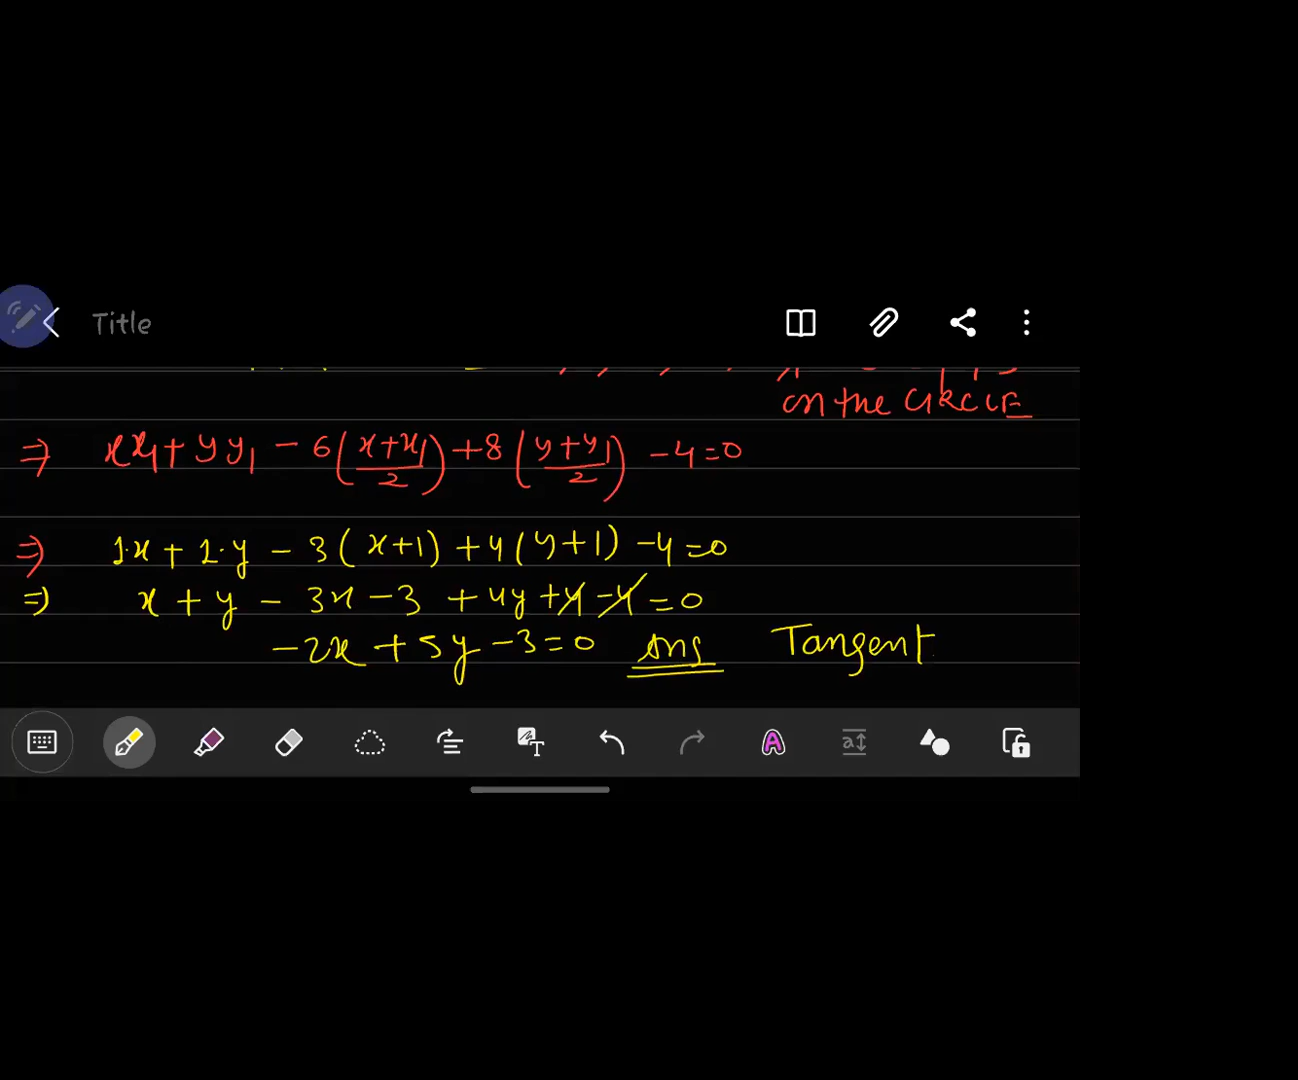 Title
on the CIRCLE
⇒ xx₁ + yy₁ - 6(x+x₁/2) + 8(y+y₁/2) - 4 = 0
⇒ 1·x + 1·y - 3(x+1) + 4(y+1) - 4 = 0
⇒ x + y - 3x - 3 + 4y + 4 - 4 = 0
-2x + 5y - 3 = 0 Ans Tangent